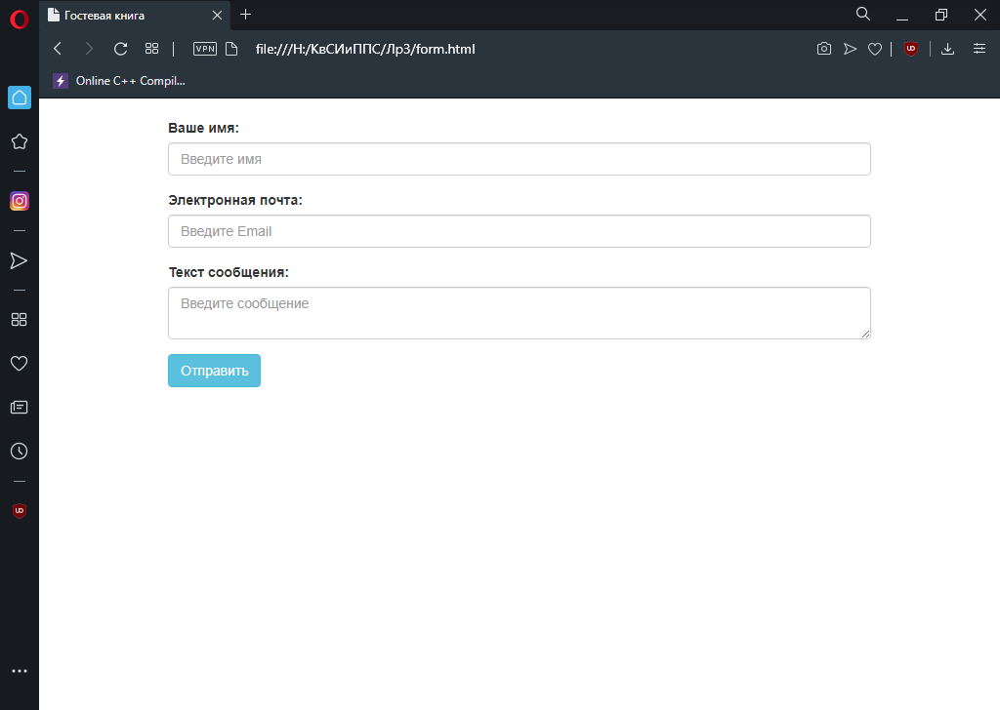 Гостевая книга
VPN
file:///H:/КвСИиППС/Лр3/form.html
Online C++ Compil...
Ваше имя:
Введите имя
Электронная почта:
Введите Email
Текст сообщения:
Введите сообщение
Отправить